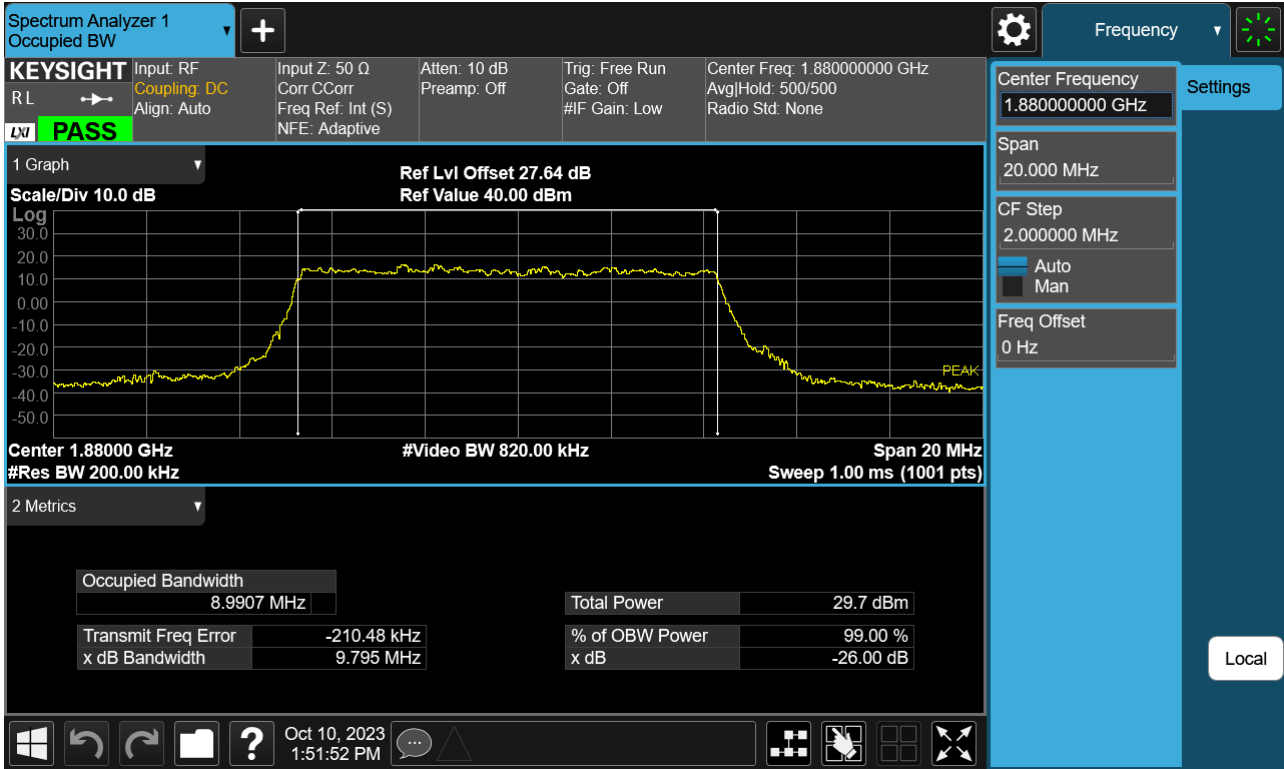 Spectrum Analyzer 1
Occupied BW
Frequency
KEYSIGHT
R L
LXI
PASS
Input: RF
Coupling: DC
Align: Auto
Input Z: 50 Ω
Corr CCorr
Freq Ref: Int (S)
NFE: Adaptive
Atten: 10 dB
Preamp: Off
Trig: Free Run
Gate: Off
#IF Gain: Low
Center Freq: 1.880000000 GHz
Avg|Hold: 500/500
Radio Std: None
Center Frequency
1.880000000 GHz
Settings
Span
20.000 MHz
CF Step
2.000000 MHz
Auto
Man
Freq Offset
0 Hz
Local
1 Graph
Ref Lvl Offset 27.64 dB
Scale/Div 10.0 dB
Ref Value 40.00 dBm
Log
30.0
20.0
10.0
0.00
-10.0
-20.0
-30.0
-40.0
-50.0
PEAK
Center 1.88000 GHz
#Video BW 820.00 kHz
Span 20 MHz
#Res BW 200.00 kHz
Sweep 1.00 ms (1001 pts)
2 Metrics
Occupied Bandwidth
8.9907 MHz
Total Power 29.7 dBm
Transmit Freq Error -210.48 kHz
% of OBW Power 99.00 %
x dB Bandwidth 9.795 MHz
x dB -26.00 dB
?
Oct 10, 2023
1:51:52 PM